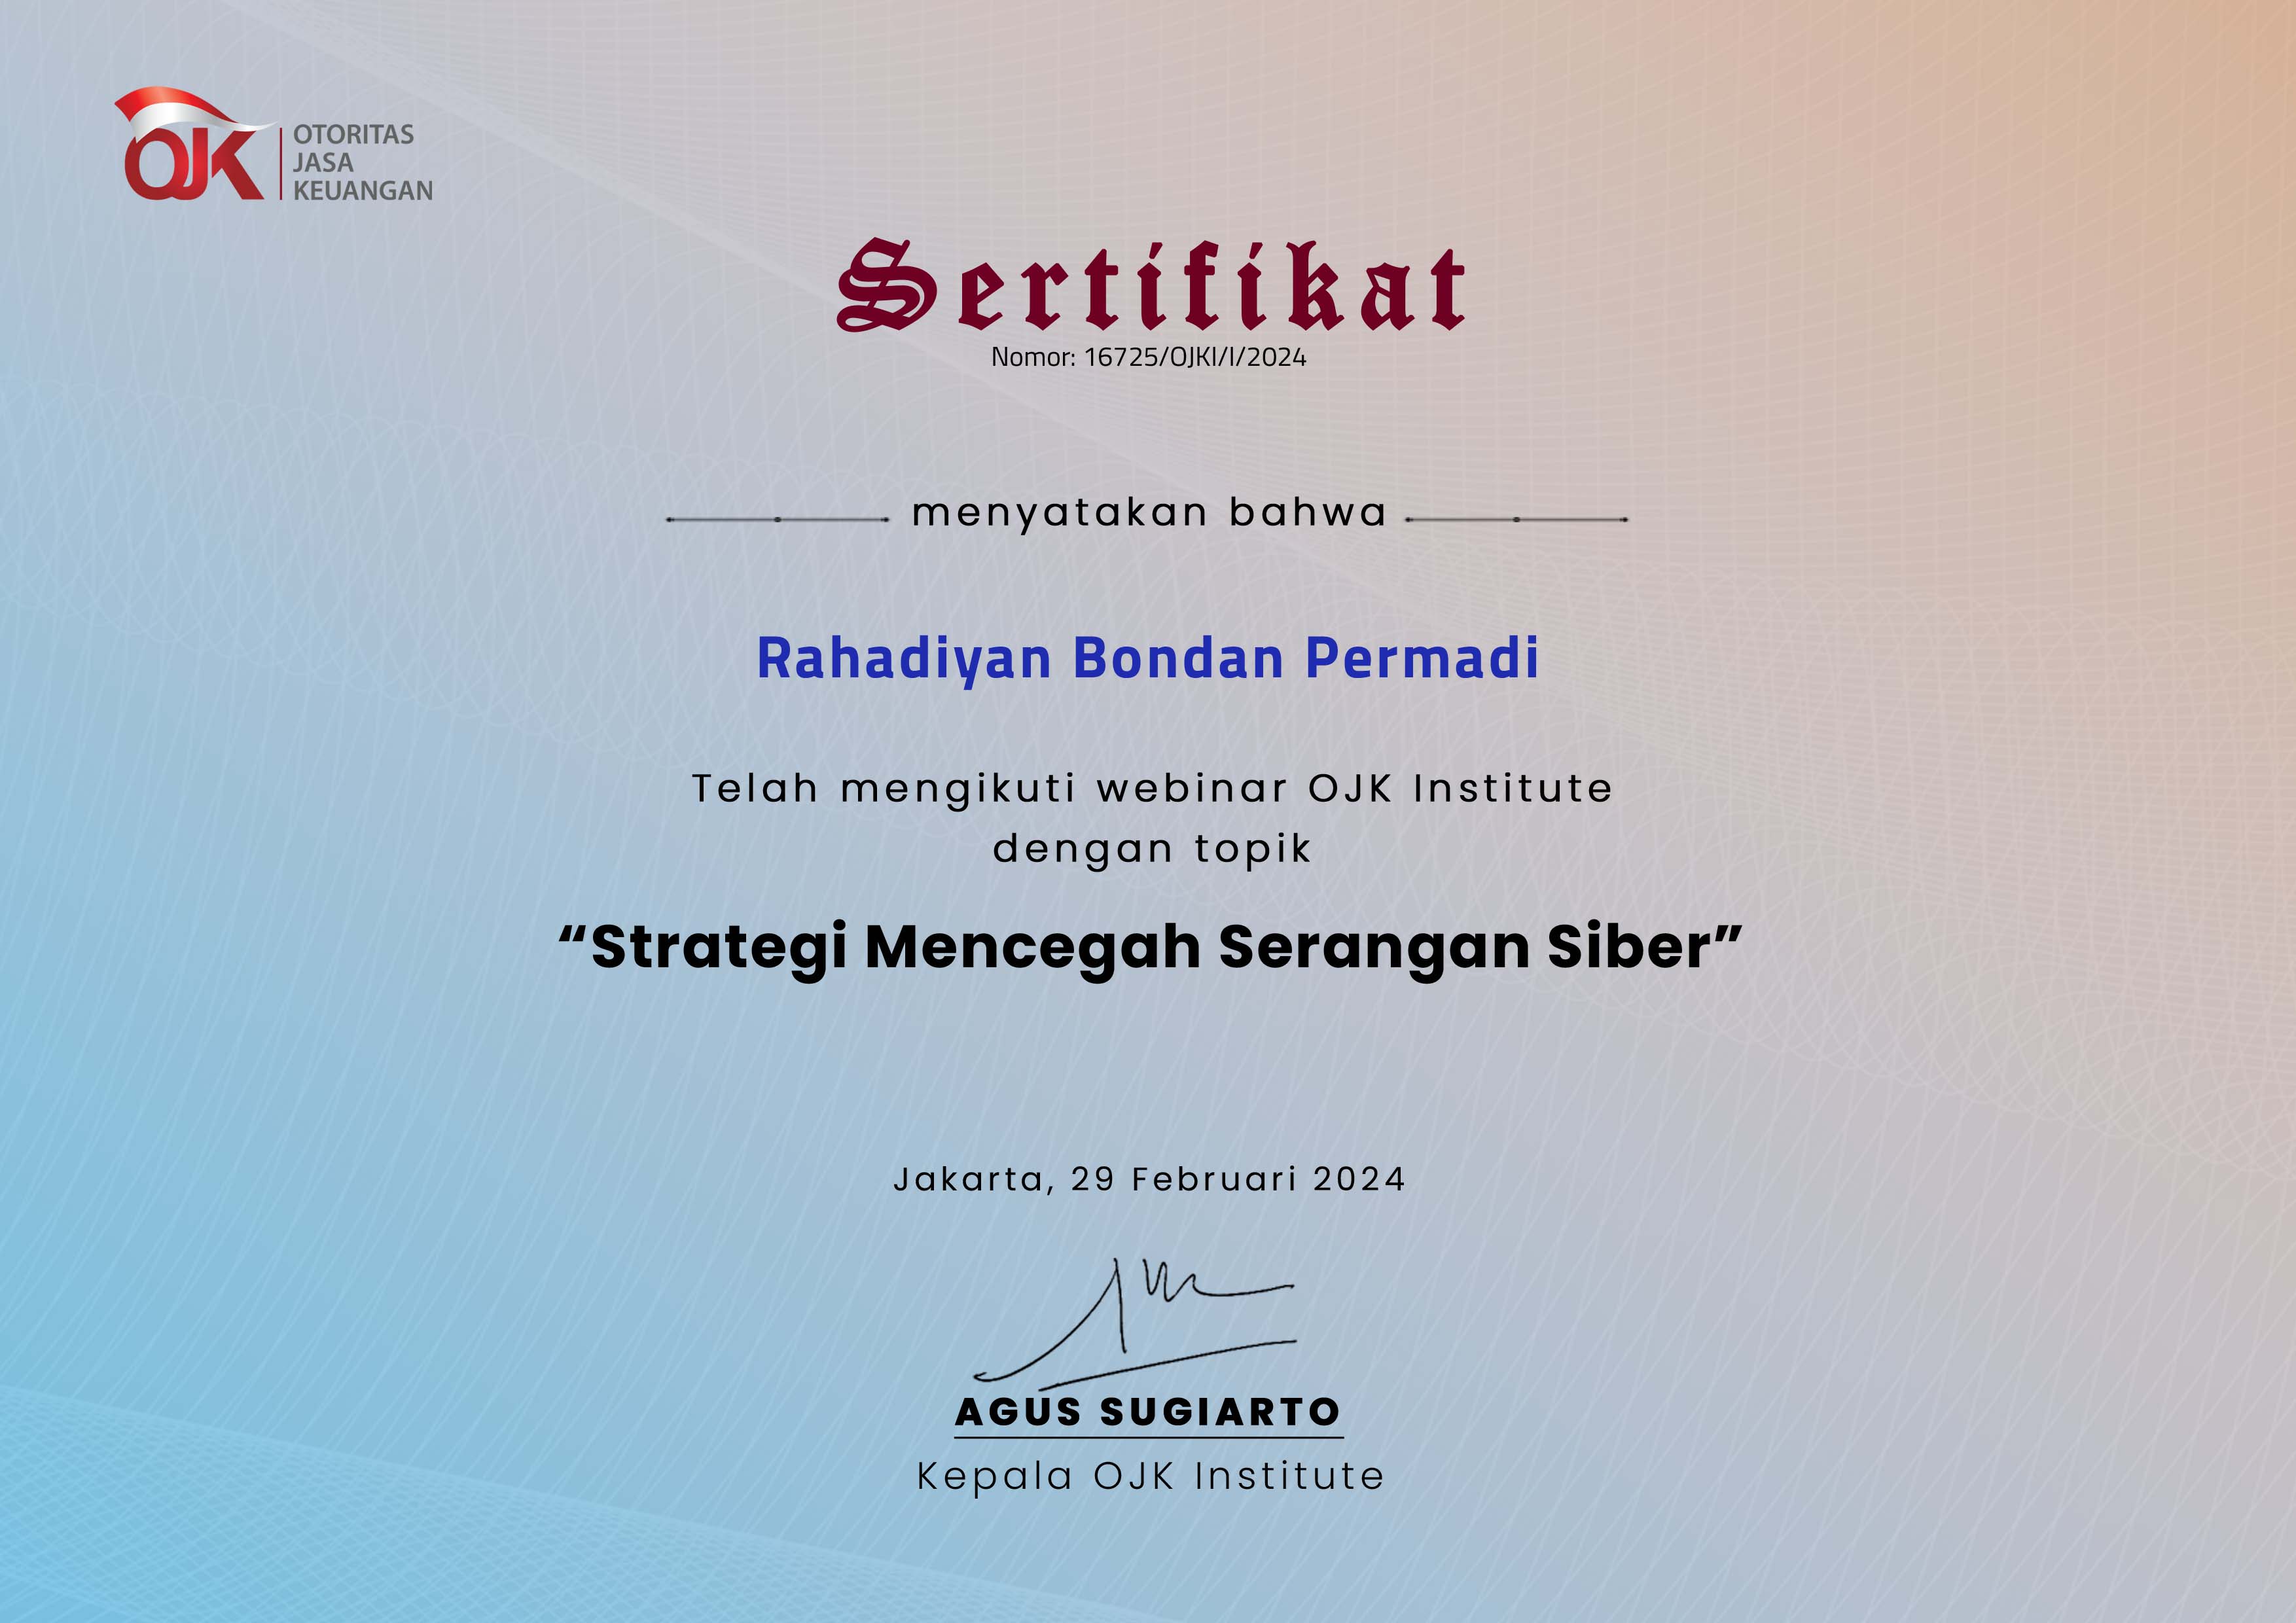 OJK
OTORITAS
JASA
KEUANGAN
Sertifikat
Nomor: 16725/OJKI/I/2024
menyatakan bahwa
Rahadiyan Bondan Permadi
Telah mengikuti webinar OJK Institute
dengan topik
“Strategi Mencegah Serangan Siber”
Jakarta, 29 Februari 2024
AGUS SUGIARTO
Kepala OJK Institute